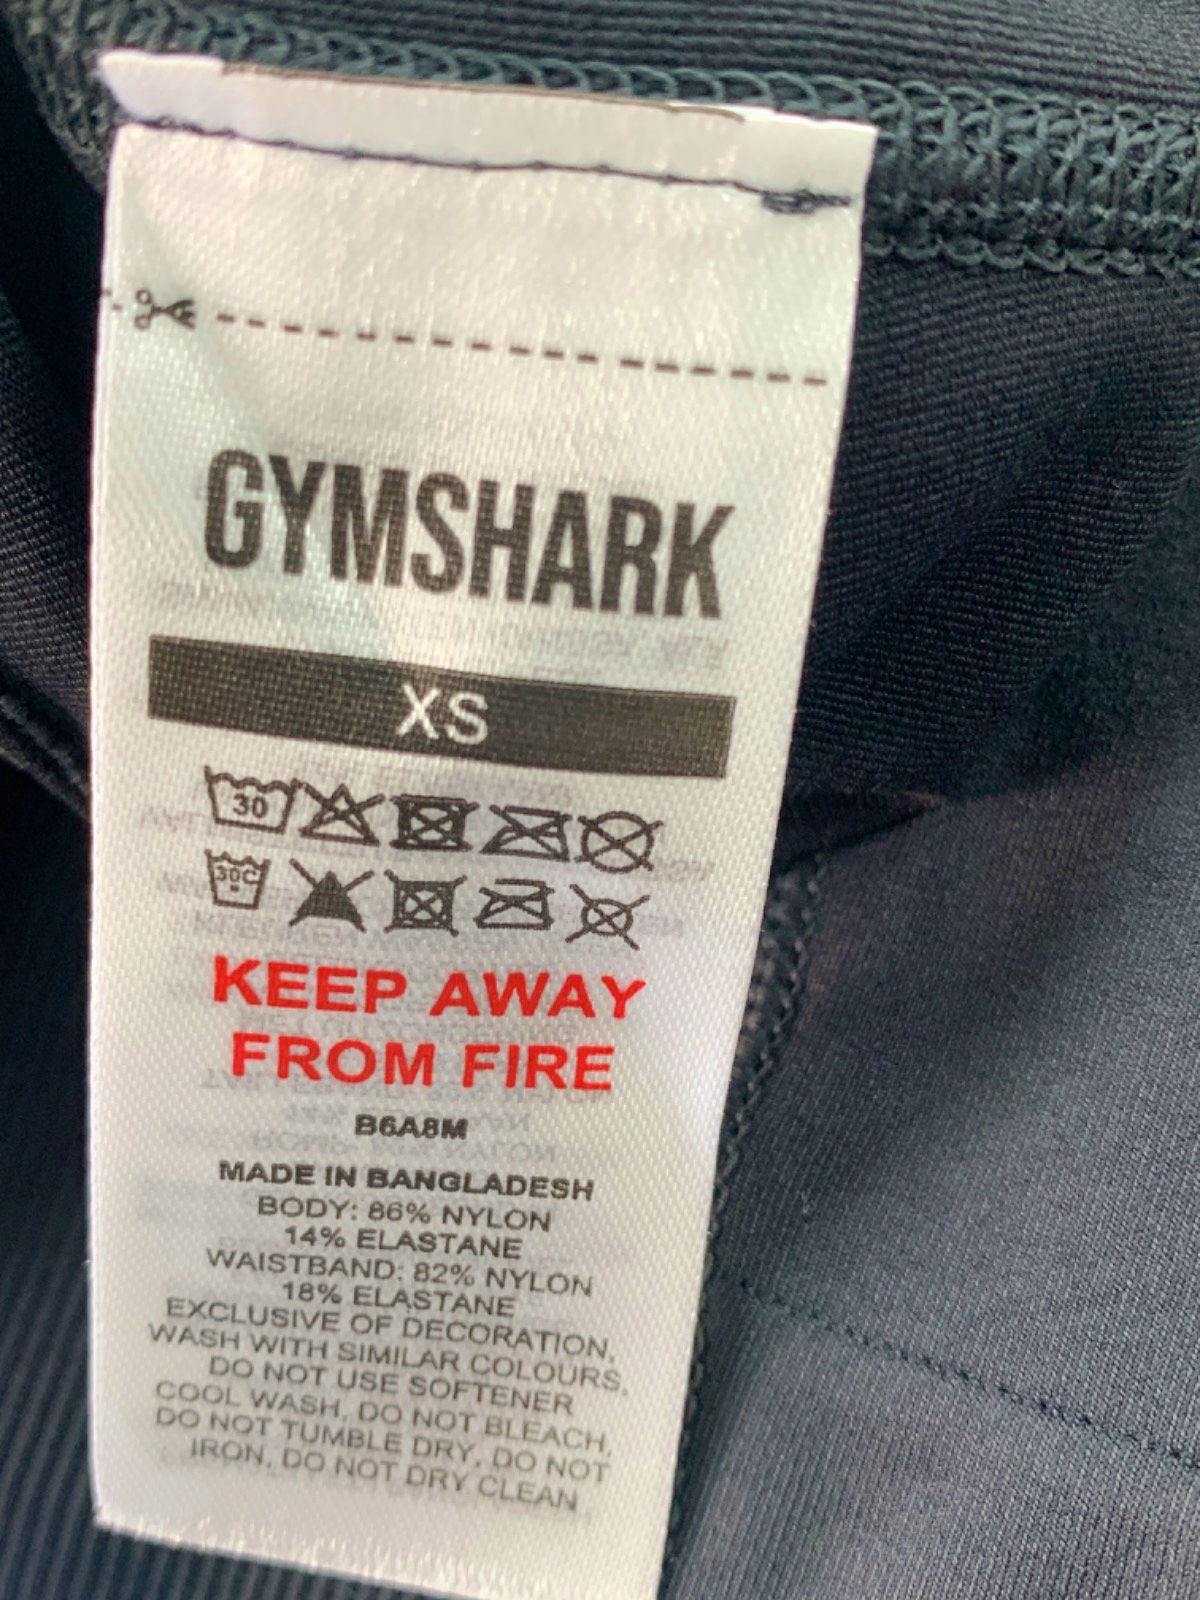 GYMSHARK
XS
30
30C
KEEP AWAY
FROM FIRE
B6A8M
MADE IN BANGLADESH
BODY: 86% NYLON
14% ELASTANE
WAISTBAND: 82% NYLON
18% ELASTANE
EXCLUSIVE OF DECORATION,
WASH WITH SIMILAR COLOURS,
DO NOT USE SOFTENER
COOL WASH, DO NOT BLEACH,
DO NOT TUMBLE DRY, DO NOT
IRON, DO NOT DRY CLEAN